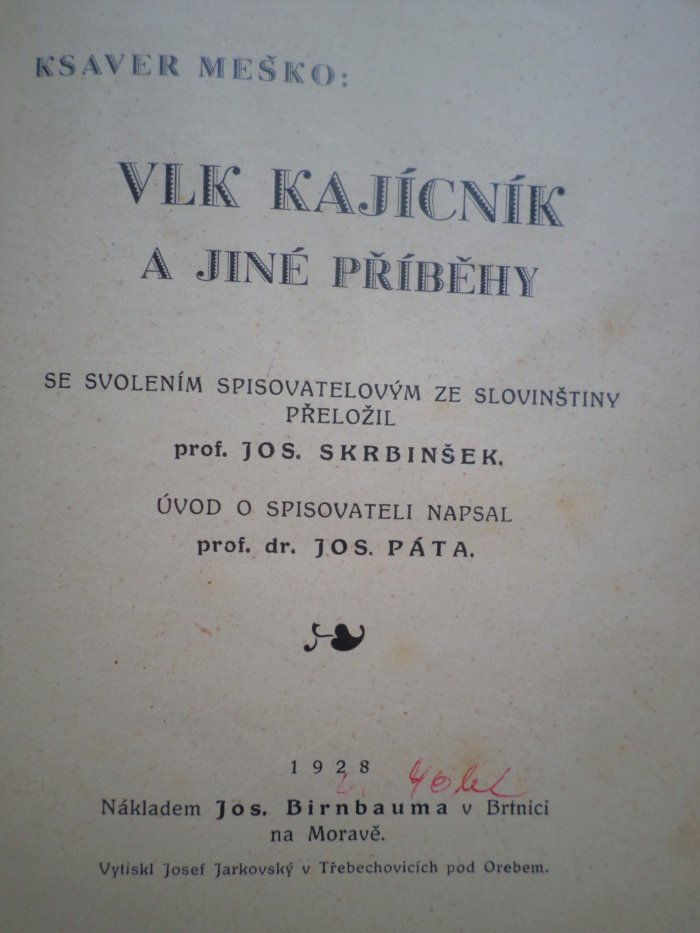 KSAVER MEŠKO:
VLK KAJÍCNÍK
A JINÉ PŘÍBĚHY
SE SVOLENÍM SPISOVATELOVÝM ZE SLOVINŠTINY
PŘELOŽIL
prof. JOS. SKRBINŠEK.
ÚVOD O SPISOVATELI NAPSAL
prof. dr. JOS. PÁTA.
1928
Nákladem Jos. Birnbauma v Brtnici
na Moravě.
Vytiskl Josef Jarkovský v Třebechovicích pod Orebem.